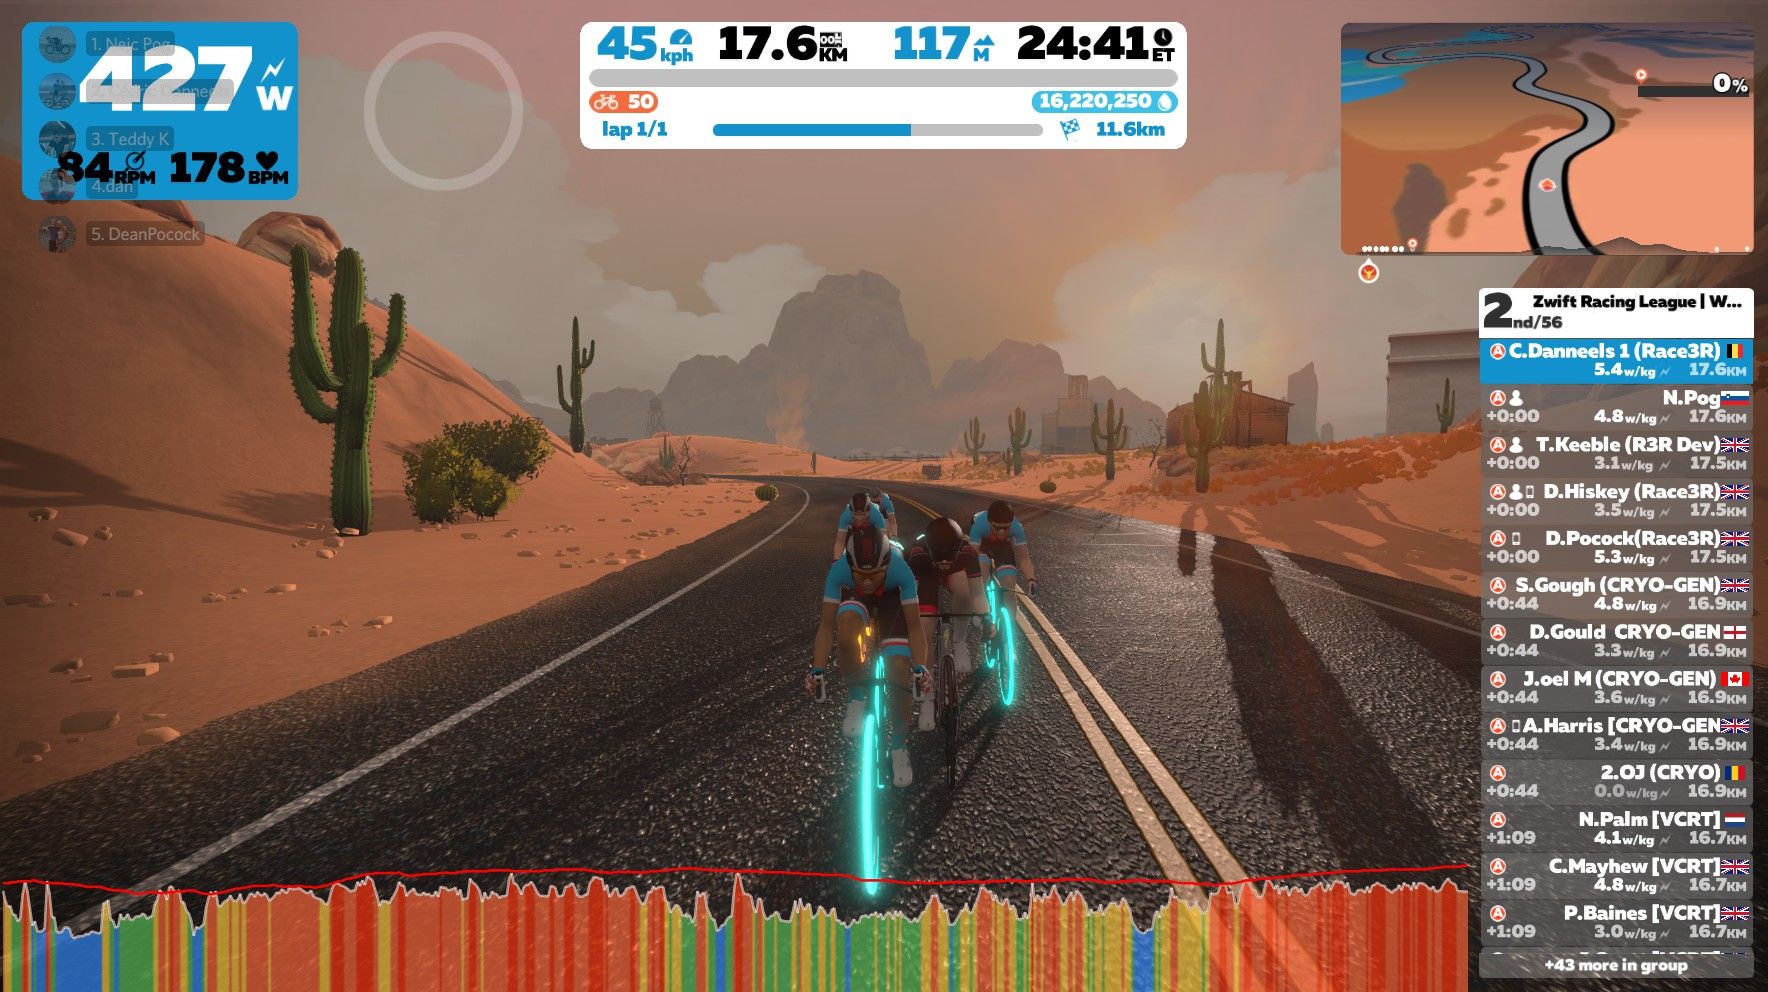 1. Nejc Pog
427 W
2. Cédric Danneels
3. Teddy K
84 RPM 178 BPM
4.dan
5. DeanPocock
45 kph 17.6 KM 117 M 24:41 ET
50 16,220,250
lap 1/1 11.6km
0%
2nd/56 Zwift Racing League | W...
A C.Danneels 1 (Race3R)
5.4w/kg 17.6KM
A N.Pog
+0:00 4.8w/kg 17.6KM
A T.Keeble (R3R Dev)
+0:00 3.1w/kg 17.5KM
A D.Hiskey (Race3R)
+0:00 3.5w/kg 17.5KM
A D.Pocock(Race3R)
+0:00 5.3w/kg 17.5KM
A S.Gough (CRYO-GEN)
+0:44 4.8w/kg 16.9KM
A D.Gould CRYO-GEN
+0:44 3.3w/kg 16.9KM
A J.oel M (CRYO-GEN)
+0:44 3.6w/kg 16.9KM
A A.Harris [CRYO-GEN
+0:44 3.4w/kg 16.9KM
A 2.OJ (CRYO)
+0:44 0.0w/kg 16.9KM
A N.Palm [VCRT]
+1:09 4.1w/kg 16.7KM
A C.Mayhew [VCRT]
+1:09 4.8w/kg 16.7KM
A P.Baines [VCRT]
+1:09 3.0w/kg 16.7KM
+43 more in group